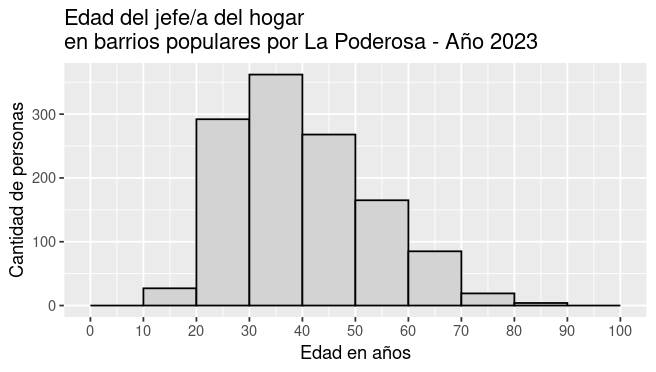 Edad del jefe/a del hogar
en barrios populares por La Poderosa - Año 2023
Cantidad de personas
300
200
100
0
0 10 20 30 40 50 60 70 80 90 100
Edad en años